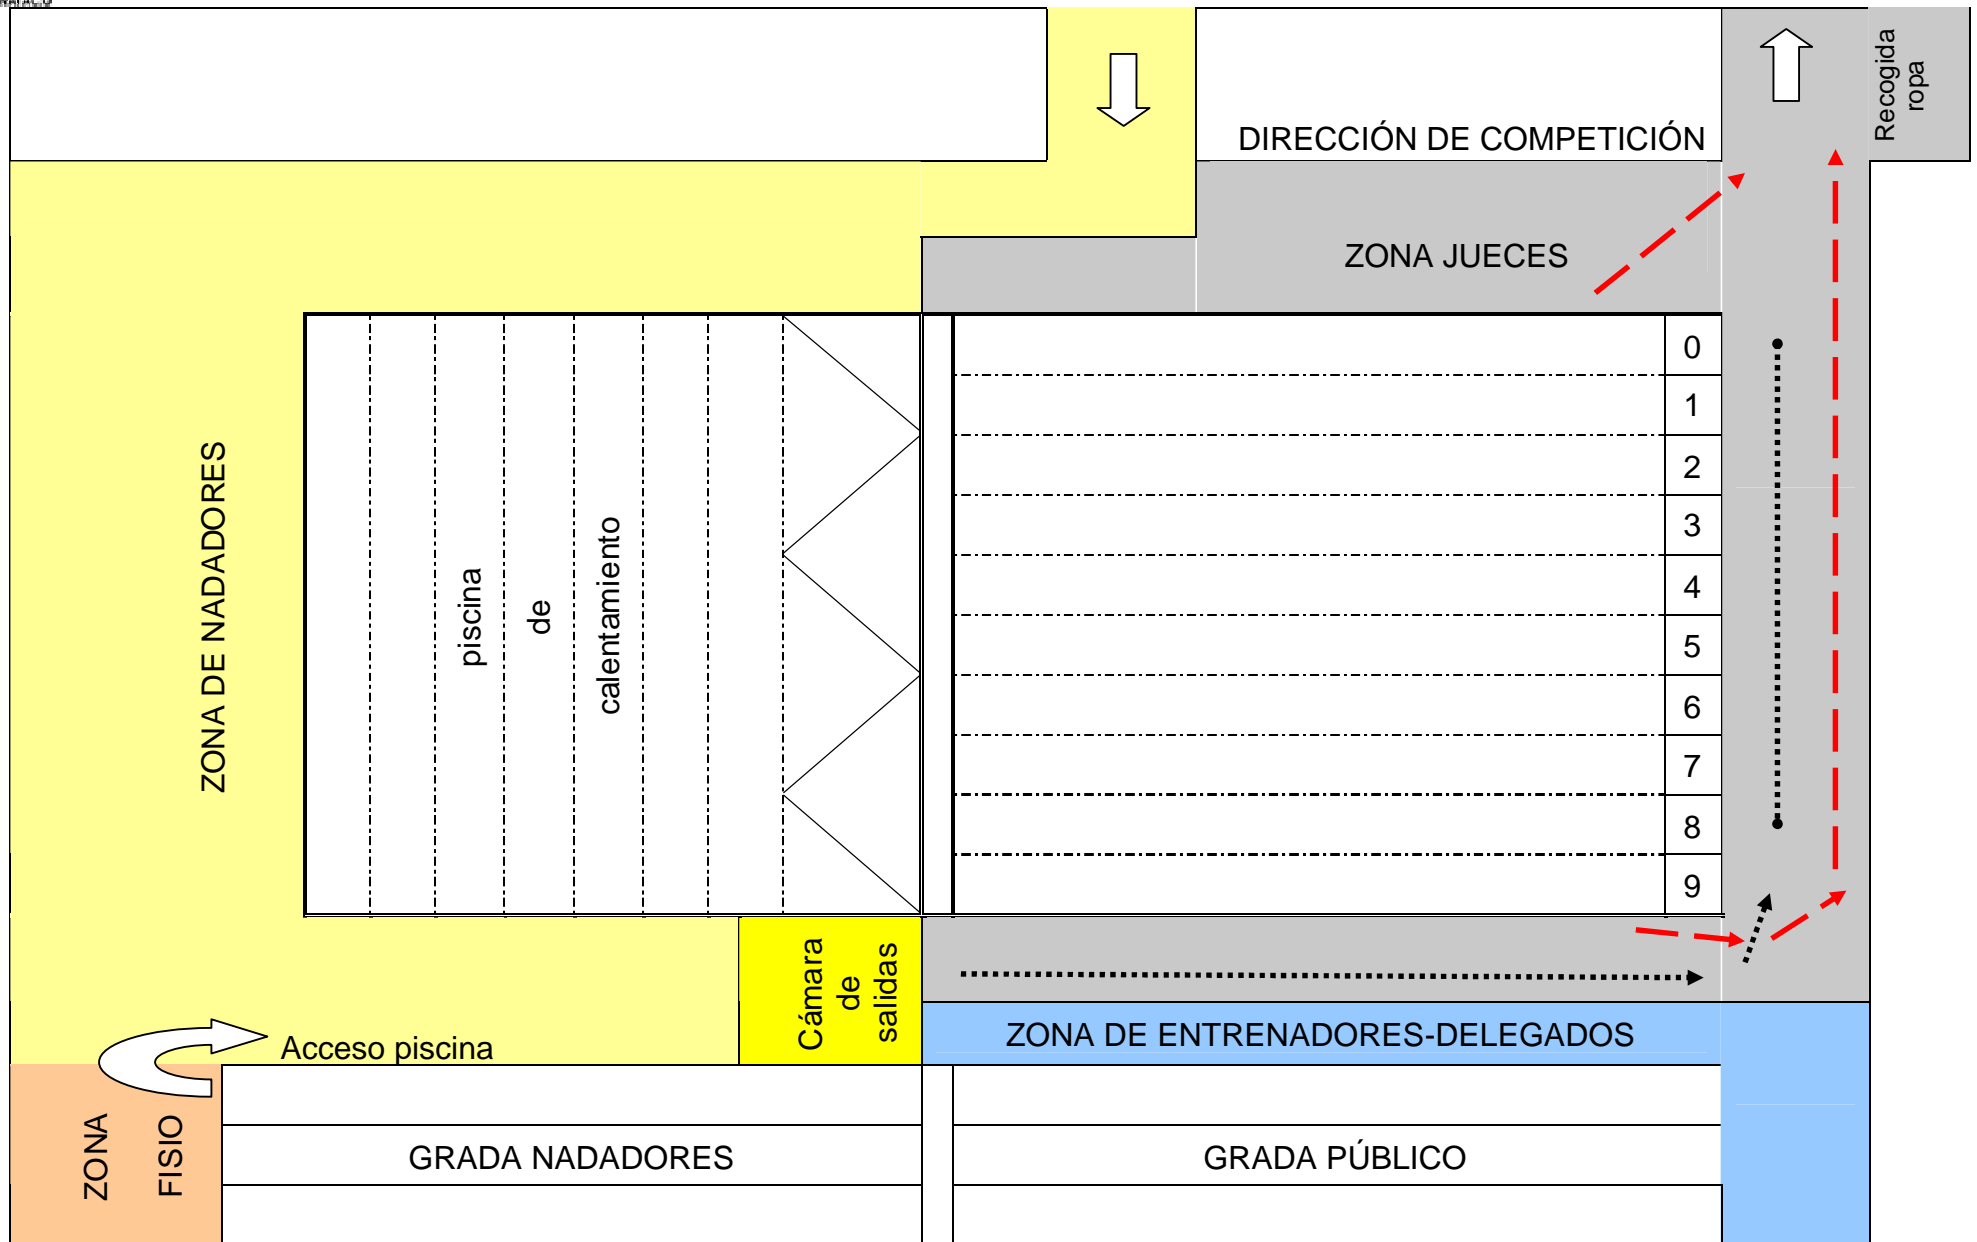 Recogida
ropa
DIRECCIÓN DE COMPETICIÓN
ZONA JUECES
ZONA DE NADADORES
piscina
de
calentamiento
0
1
2
3
4
5
6
7
8
9
Cámara
de
salidas
Acceso piscina
ZONA DE ENTRENADORES-DELEGADOS
ZONA
FISIO
GRADA NADADORES
GRADA PÚBLICO